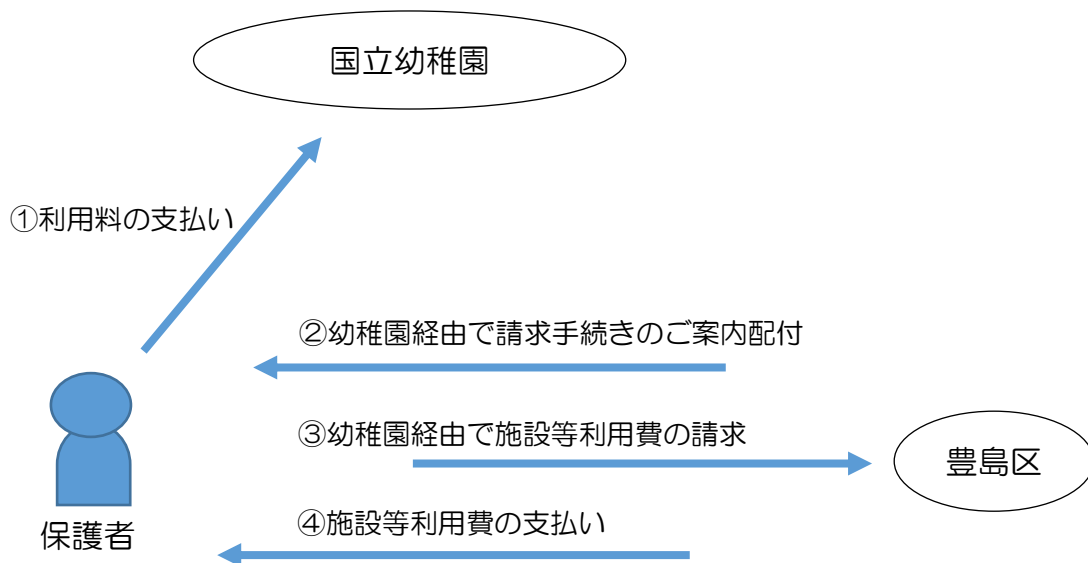 国立幼稚園
①利用料の支払い
②幼稚園経由で請求手続きのご案内配付
③幼稚園経由で施設等利用費の請求
豊島区
④施設等利用費の支払い
保護者